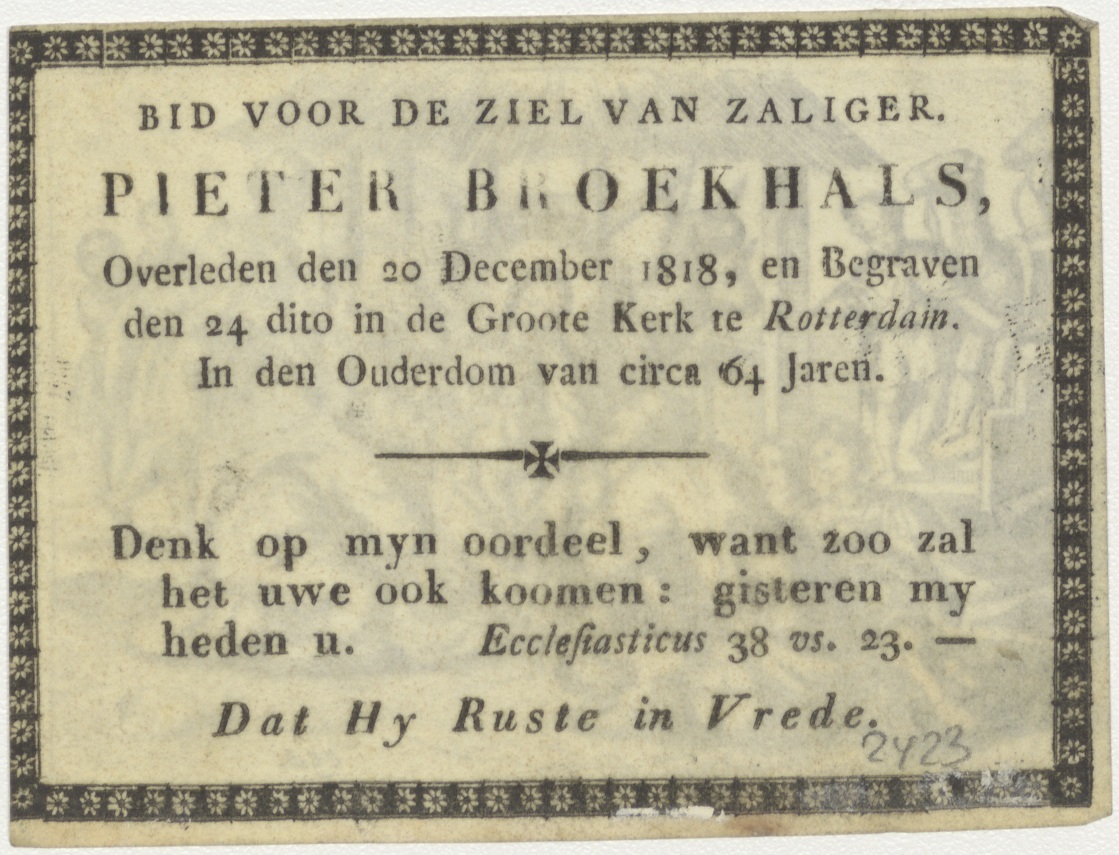 BID VOOR DE ZIEL VAN ZALIGER.
PIETER BROEKHALS,
Overleden den 20 December 1818, en Begraven
den 24 dito in de Groote Kerk te Rotterdam.
In den Ouderdom van circa 64 Jaren.
Denk op myn oordeel, want zoo zal
het uwe ook koomen: gisteren my
heden u. Eccleſiasticus 38 vs. 23. —
Dat Hy Ruste in Vrede.
2423